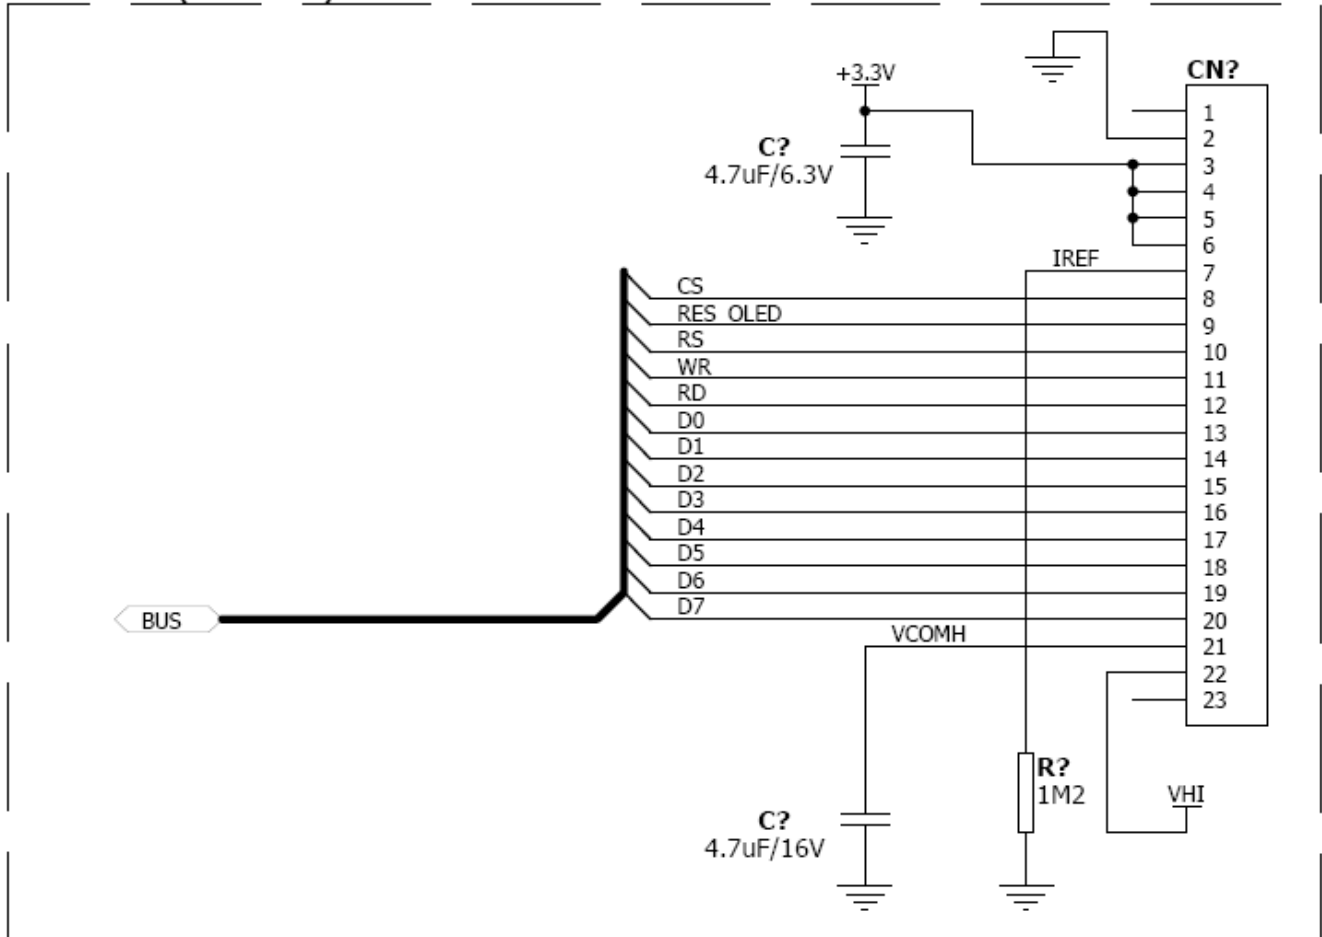 +3.3V
CN?
C?
4.7uF/6.3V
1
2
3
4
5
6
IREF
7
CS
8
RES OLED
9
RS
10
WR
11
RD
12
D0
13
D1
14
D2
15
D3
16
D4
17
D5
18
D6
19
D7
20
BUS
VCOMH
21
22
23
R?
1M2
VHI
C?
4.7uF/16V